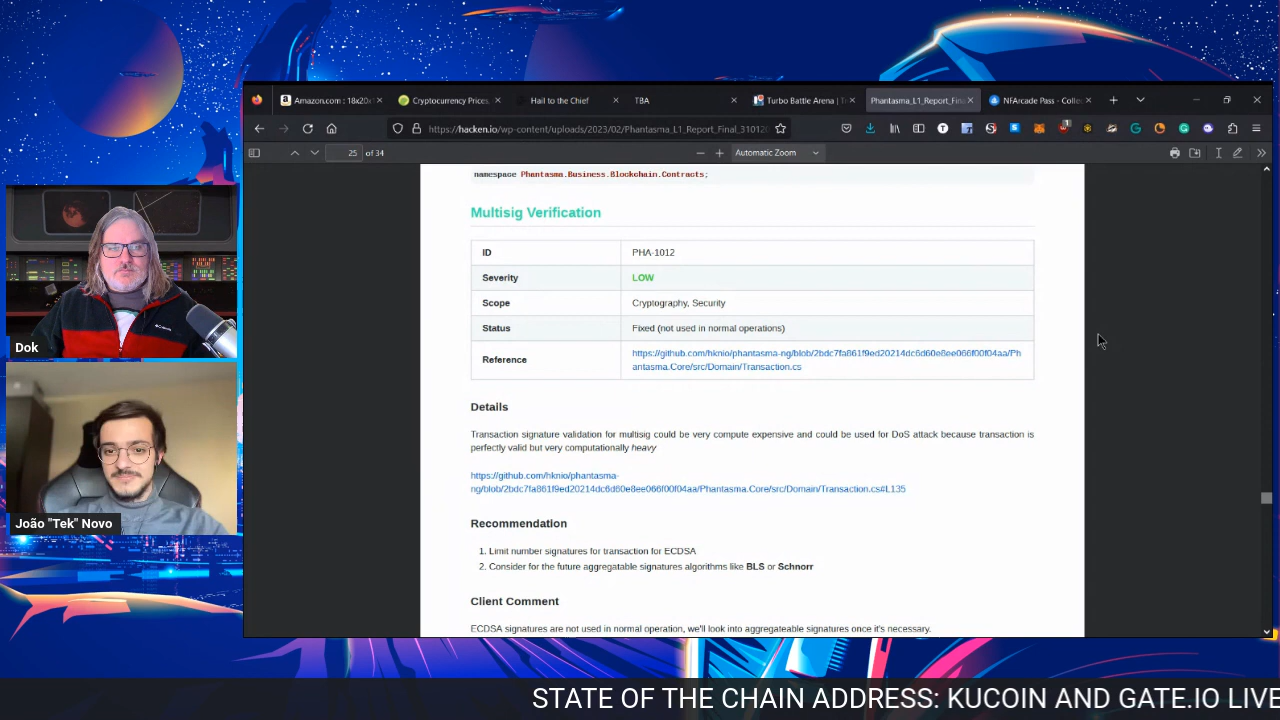 Amazon.com : 18x20x
Cryptocurrency Prices,
Hail to the Chief
TBA
Turbo Battle Arena | T
Phantasma_L1_Report_Fina
NFArcade Pass - Collec
https://hacken.io/wp-content/uploads/2023/02/Phantasma_L1_Report_Final_310120
25 of 34
Automatic Zoom
namespace Phantasma.Business.Blockchain.Contracts;
Multisig Verification
ID PHA-1012
Severity LOW
Scope Cryptography, Security
Status Fixed (not used in normal operations)
Reference https://github.com/hknio/phantasma-ng/blob/2bdc7fa861f9ed20214dc6d60e8ee066f00f04aa/Ph
antasma.Core/src/Domain/Transaction.cs
Details
Transaction signature validation for multisig could be very compute expensive and could be used for DoS attack because transaction is
perfectly valid but very computationally heavy
https://github.com/hknio/phantasma-
ng/blob/2bdc7fa861f9ed20214dc6d60e8ee066f00f04aa/Phantasma.Core/src/Domain/Transaction.cs#L135
Recommendation
1. Limit number signatures for transaction for ECDSA
2. Consider for the future aggregatable signatures algorithms like BLS or Schnorr
Client Comment
ECDSA signatures are not used in normal operation, we'll look into aggregateable signatures once it's necessary.
Dok
João "Tek" Novo
STATE OF THE CHAIN ADDRESS: KUCOIN AND GATE.IO LIVE